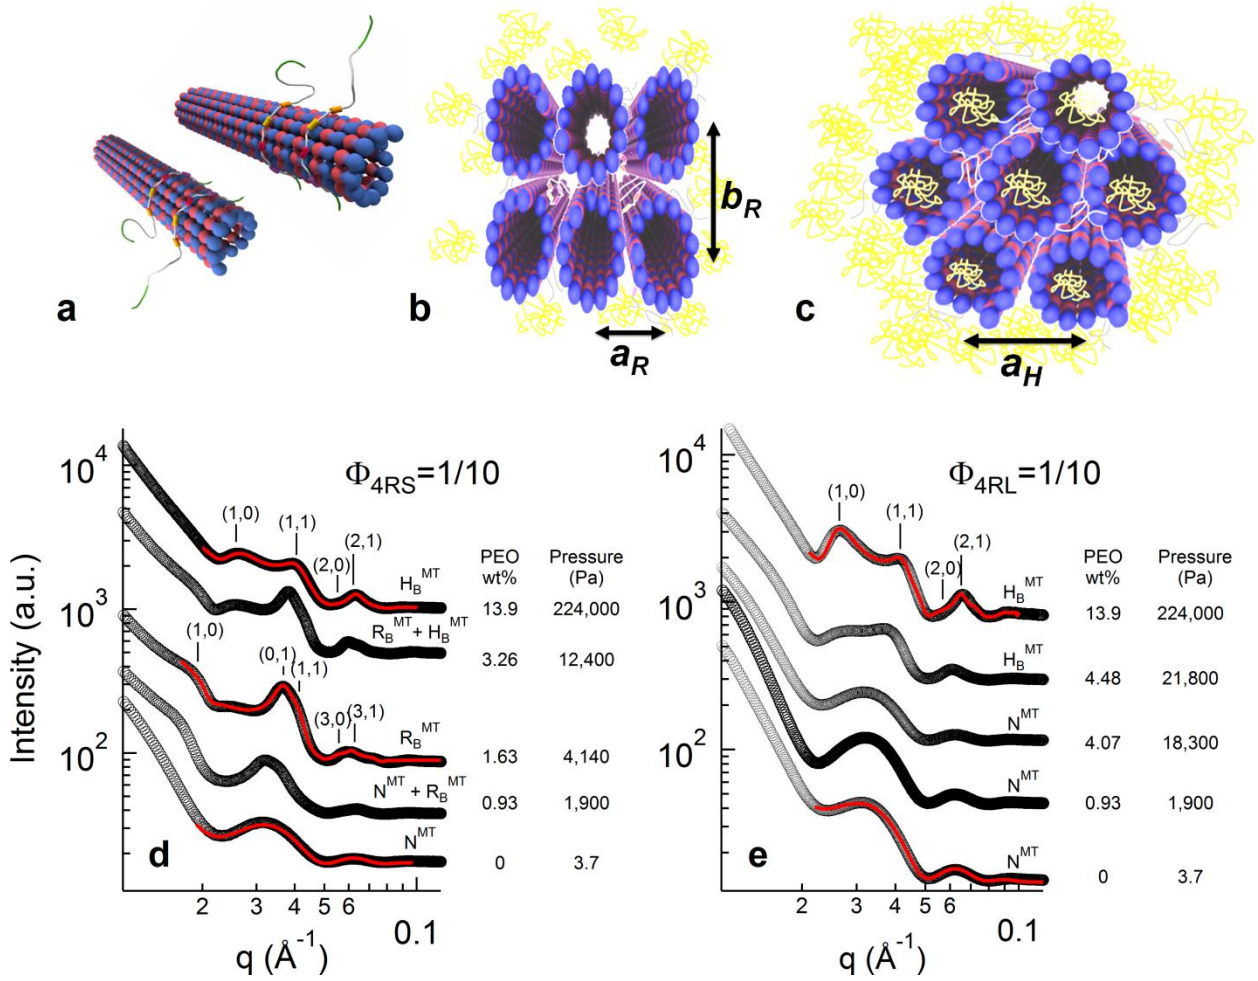 a
b
b_R
a_R
c
a_H
Φ_4RS=1/10
Intensity (a.u.)
10^4
10^3
10^2
(1,0)
(1,1)
(2,0)
(2,1)
H_B^MT
R_B^MT + H_B^MT
(1,0)
(0,1)
(1,1)
(3,0)
(3,1)
R_B^MT
N^MT + R_B^MT
N^MT
d
2 3 4 5 6
0.1
q (Å^-1)
PEO wt% Pressure (Pa)
13.9 224,000
3.26 12,400
1.63 4,140
0.93 1,900
0 3.7
Φ_4RL=1/10
10^4
10^3
10^2
(1,0)
(1,1)
(2,0)
(2,1)
H_B^MT
H_B^MT
N^MT
N^MT
N^MT
e
2 3 4 5 6
0.1
q (Å^-1)
PEO wt% Pressure (Pa)
13.9 224,000
4.48 21,800
4.07 18,300
0.93 1,900
0 3.7